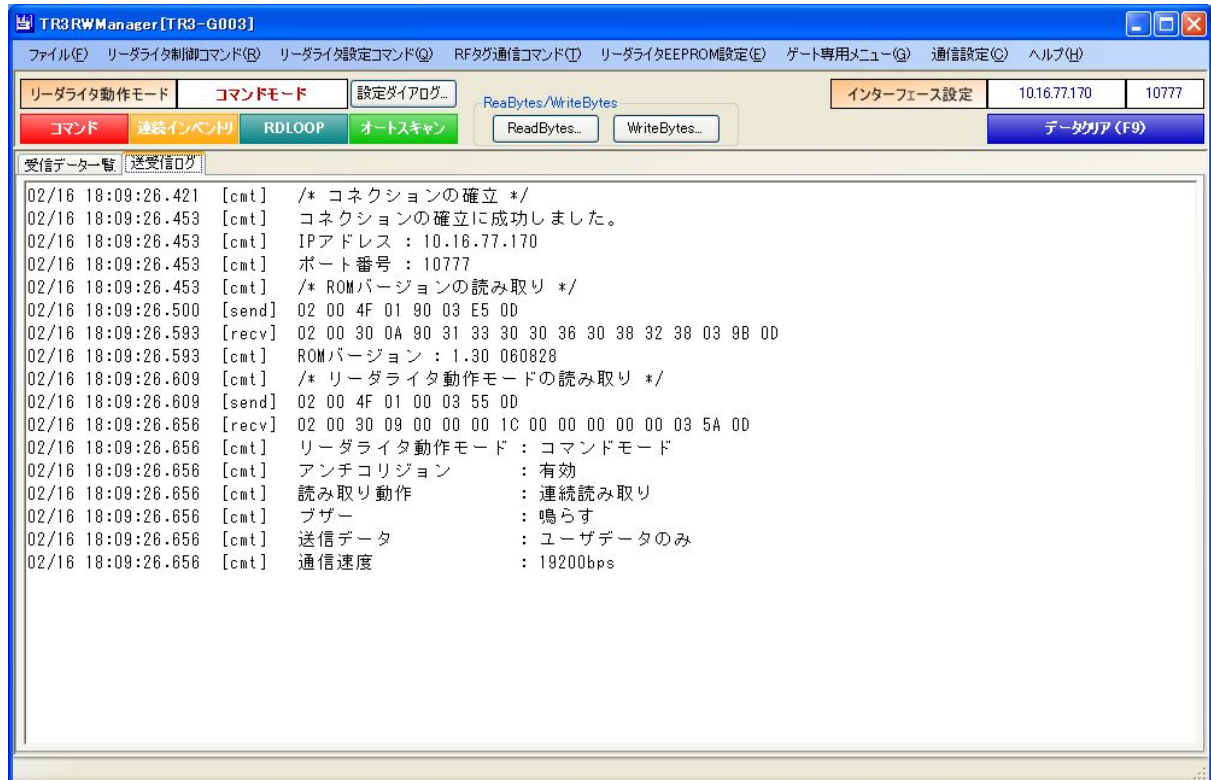 TR3RWManager[TR3-G003]
ファイル(F) リーダライタ制御コマンド(R) リーダライタ設定コマンド(Q) RFタグ通信コマンド(T) リーダライタEEPROM設定(E) ゲート専用メニュー(G) 通信設定(C) ヘルプ(H)
リーダライタ動作モード コマンドモード 設定ダイアログ... ReaBytes/WriteBytes インターフェース設定 10.16.77.170 10777
コマンド 連続インベントリ RDLOOP オートスキャン ReadBytes... WriteBytes... データクリア (F9)
受信データ一覧 送受信ログ
02/16 18:09:26.421 [cmt] /* コネクションの確立 */
02/16 18:09:26.453 [cmt] コネクションの確立に成功しました。
02/16 18:09:26.453 [cmt] IPアドレス : 10.16.77.170
02/16 18:09:26.453 [cmt] ポート番号 : 10777
02/16 18:09:26.453 [cmt] /* ROMバージョンの読み取り */
02/16 18:09:26.500 [send] 02 00 4F 01 90 03 E5 0D
02/16 18:09:26.593 [recv] 02 00 30 0A 90 31 33 30 30 36 30 38 32 38 03 9B 0D
02/16 18:09:26.593 [cmt] ROMバージョン : 1.30 060828
02/16 18:09:26.609 [cmt] /* リーダライタ動作モードの読み取り */
02/16 18:09:26.609 [send] 02 00 4F 01 00 03 55 0D
02/16 18:09:26.656 [recv] 02 00 30 09 00 00 00 1C 00 00 00 00 00 03 5A 0D
02/16 18:09:26.656 [cmt] リーダライタ動作モード : コマンドモード
02/16 18:09:26.656 [cmt] アンチコリジョン : 有効
02/16 18:09:26.656 [cmt] 読み取り動作 : 連続読み取り
02/16 18:09:26.656 [cmt] ブザー : 鳴らす
02/16 18:09:26.656 [cmt] 送信データ : ユーザデータのみ
02/16 18:09:26.656 [cmt] 通信速度 : 19200bps